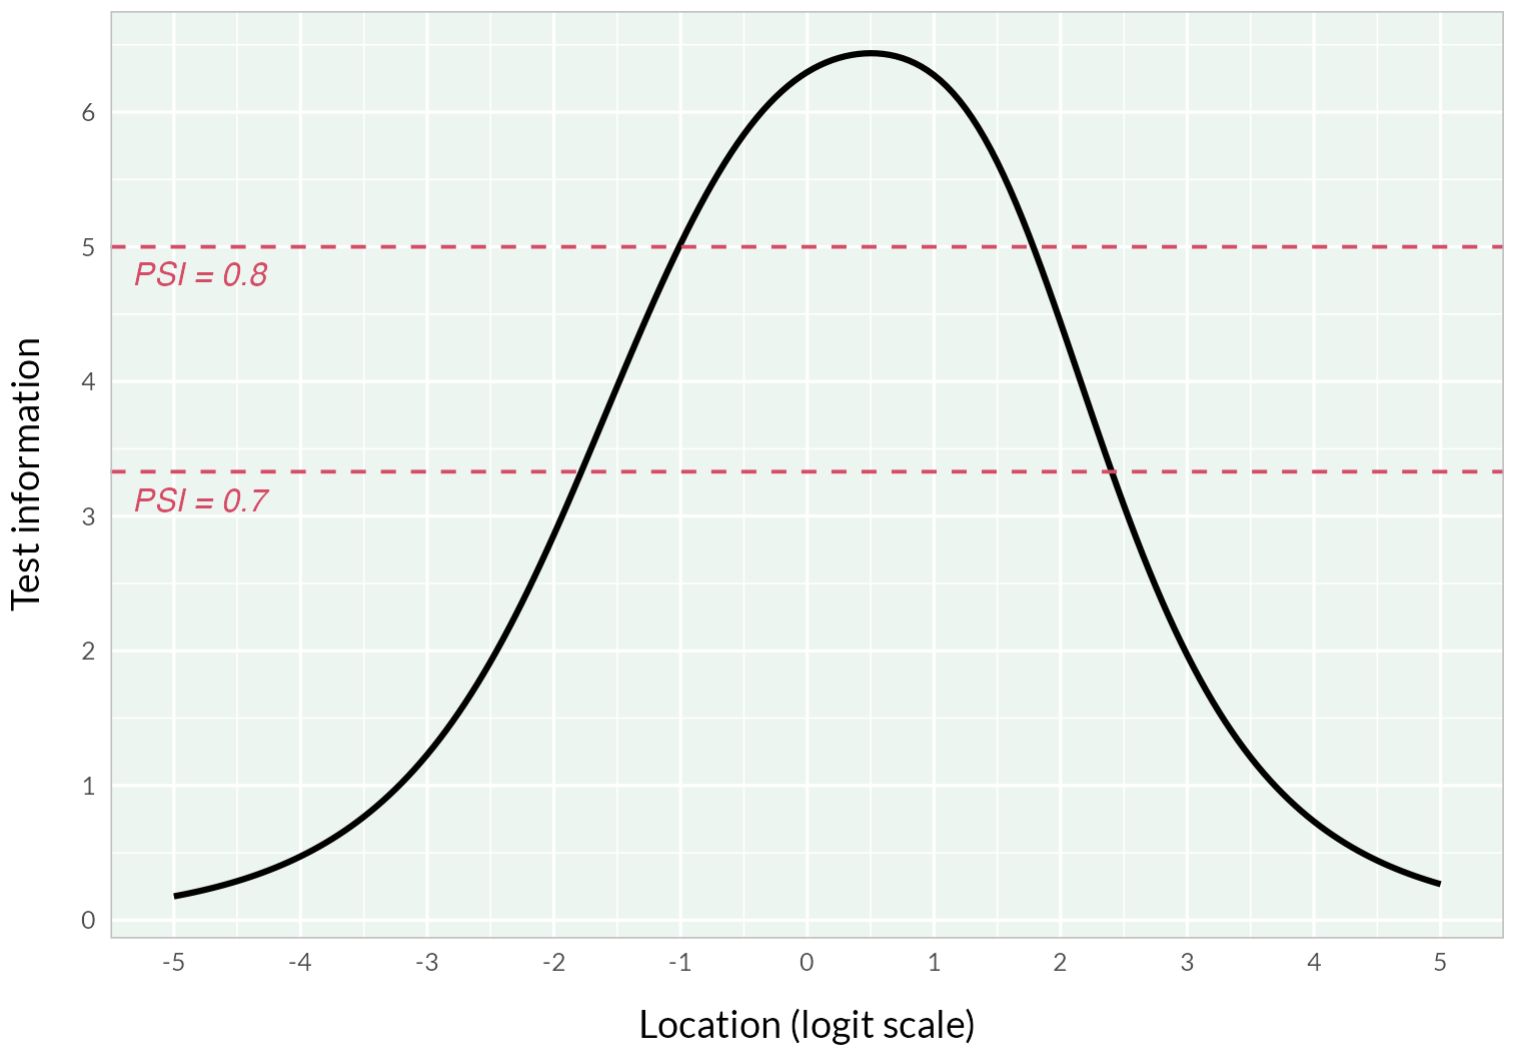 6
5
PSI = 0.8
4
PSI = 0.7
3
2
1
0
-5 -4 -3 -2 -1 0 1 2 3 4 5
Test information
Location (logit scale)